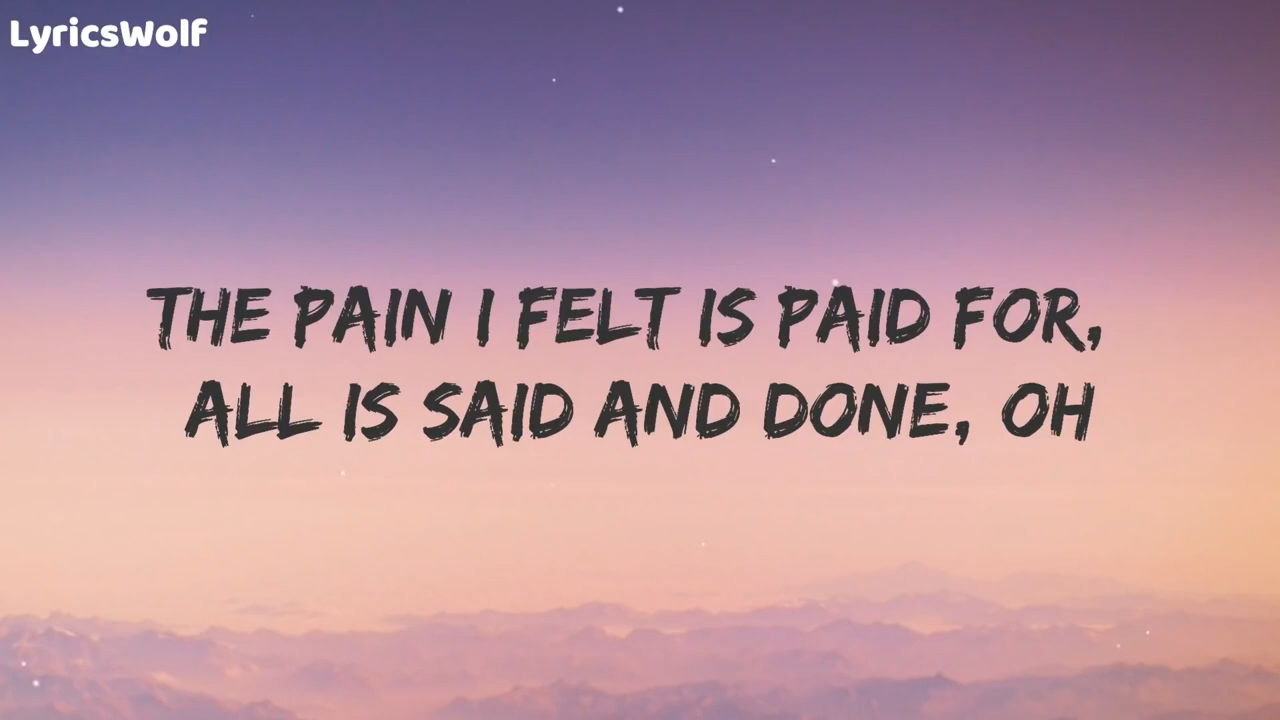 LyricsWolf
THE PAIN I FELT IS PAID FOR,
ALL IS SAID AND DONE, OH